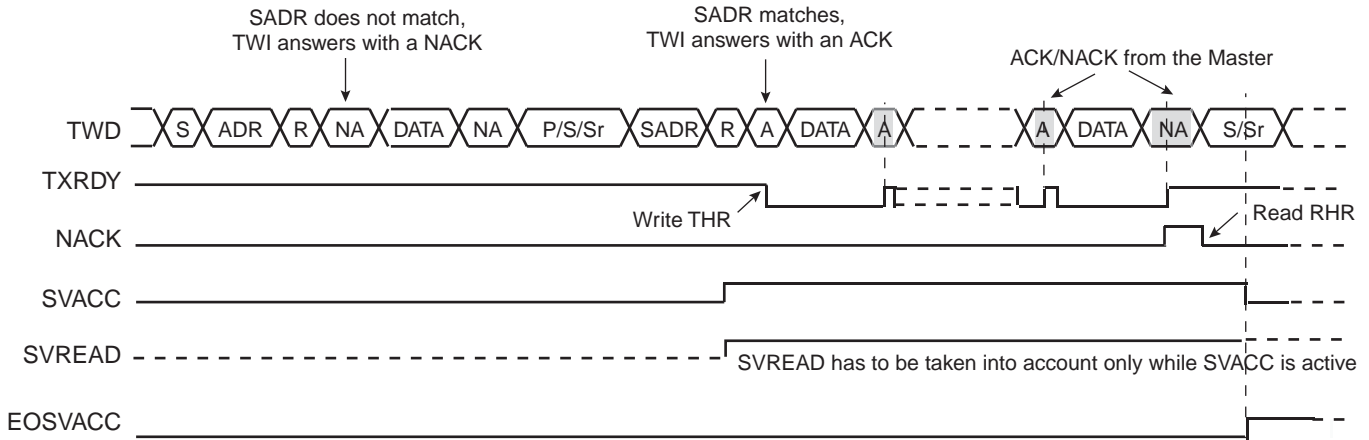 SADR does not match,
TWI answers with a NACK
SADR matches,
TWI answers with an ACK
ACK/NACK from the Master
TWD S ADR R NA DATA NA P/S/Sr SADR R A DATA A A DATA NA S/Sr
TXRDY
Write THR
Read RHR
NACK
SVACC
SVREAD
SVREAD has to be taken into account only while SVACC is active
EOSVACC